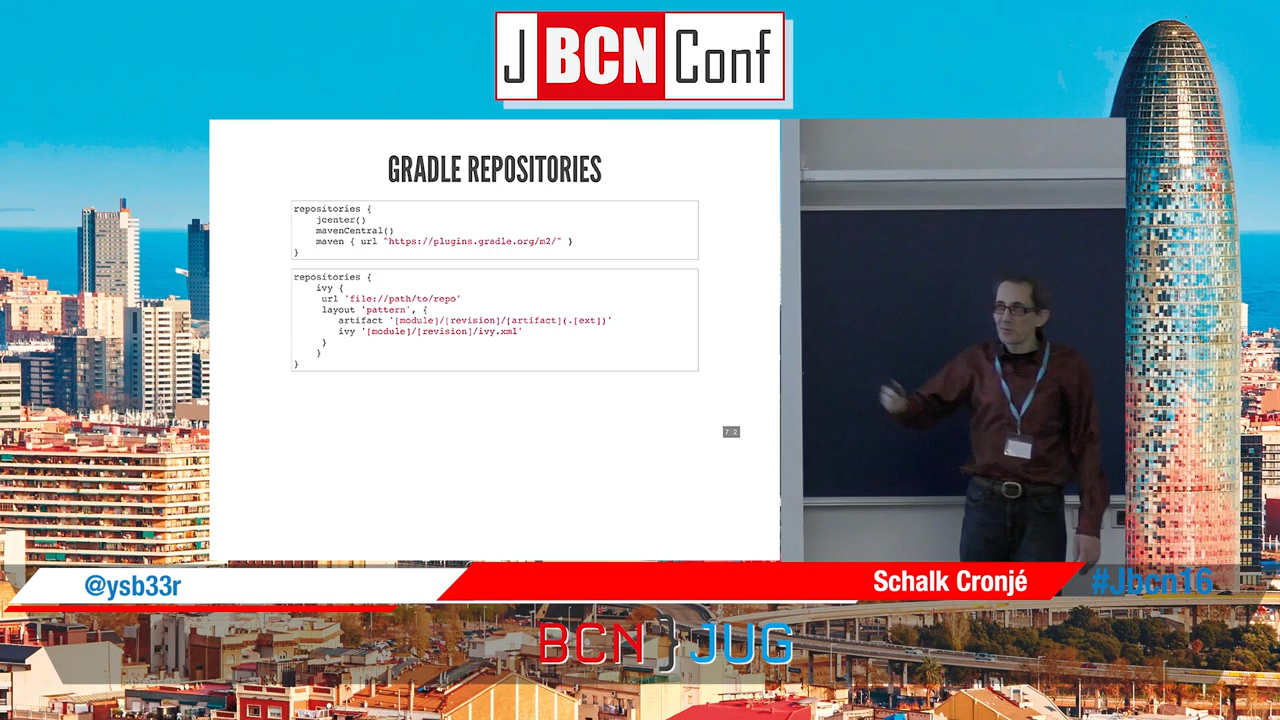 J BCN Conf
GRADLE REPOSITORIES
repositories {
jcenter()
mavenCentral()
maven { url "https://plugins.gradle.org/m2/" }
}
repositories {
ivy {
url 'file://path/to/repo'
layout 'pattern', {
artifact '[module]/[revision]/[artifact](.[ext])'
ivy '[module]/[revision]/ivy.xml'
}
}
}
7.2
@ysb33r
Schalk Cronjé
#Jbcn16
BCN}JUG